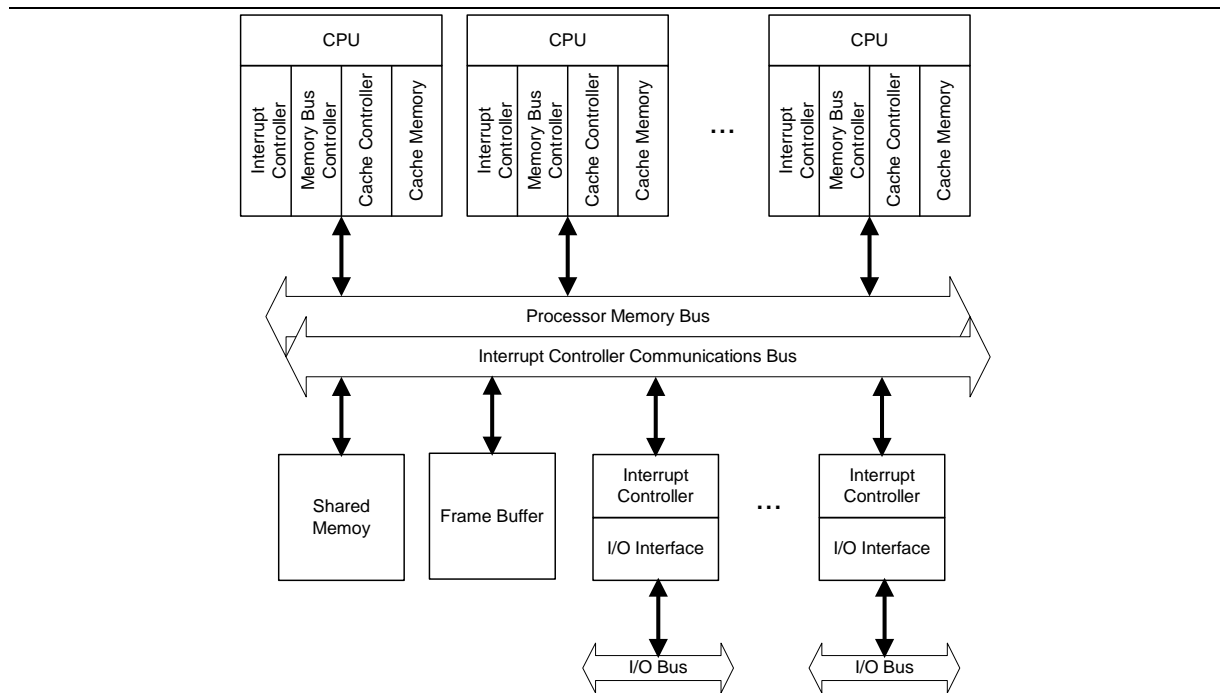 CPU
Interrupt
Controller
Memory Bus
Controller
Cache Controller
Cache Memory
CPU
Interrupt
Controller
Memory Bus
Controller
Cache Controller
Cache Memory
...
CPU
Interrupt
Controller
Memory Bus
Controller
Cache Controller
Cache Memory
Processor Memory Bus
Interrupt Controller Communications Bus
Shared
Memoy
Frame Buffer
Interrupt
Controller
I/O Interface
...
Interrupt
Controller
I/O Interface
I/O Bus
I/O Bus